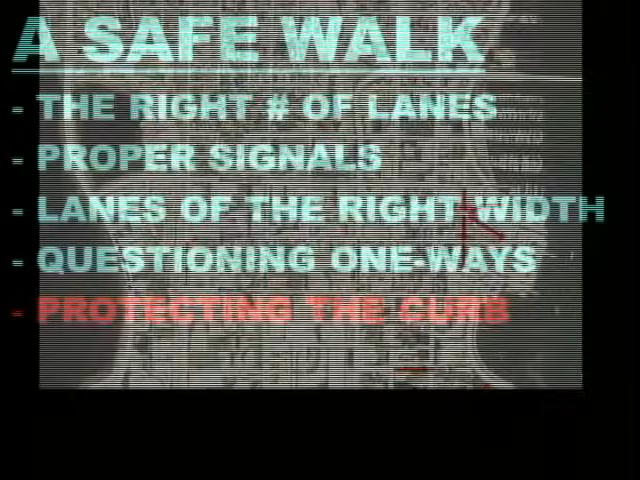 A SAFE WALK
- THE RIGHT # OF LANES
- PROPER SIGNALS
- LANES OF THE RIGHT WIDTH
- QUESTIONING ONE-WAYS
- PROTECTING THE CURB